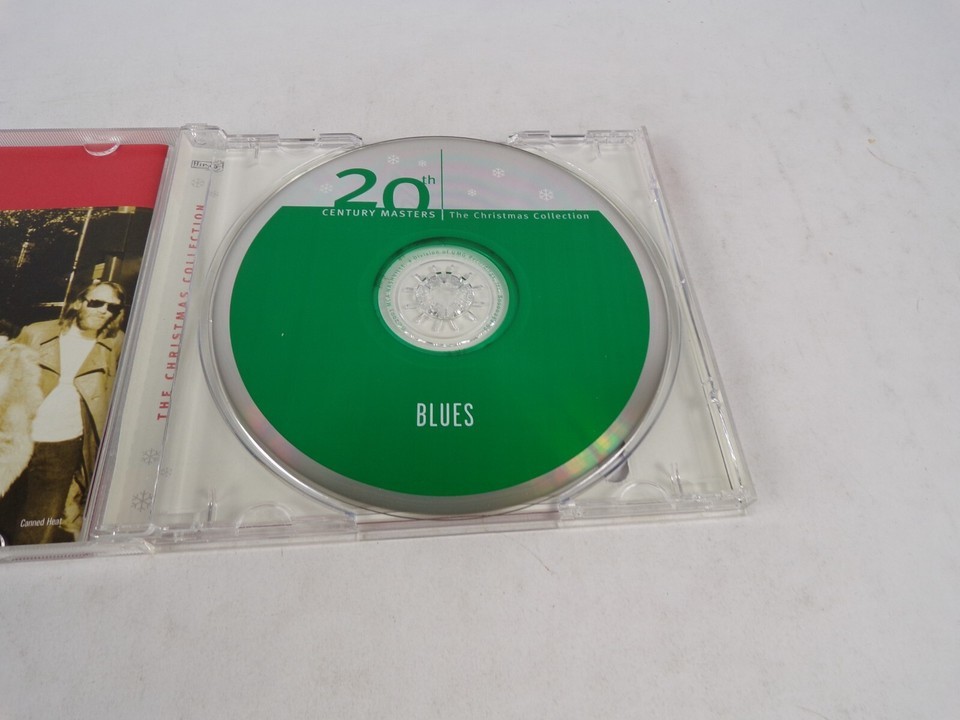 THE CHRISTMAS COLLECTION
Canned Heat
20th
CENTURY MASTERS | The Christmas Collection
BLUES